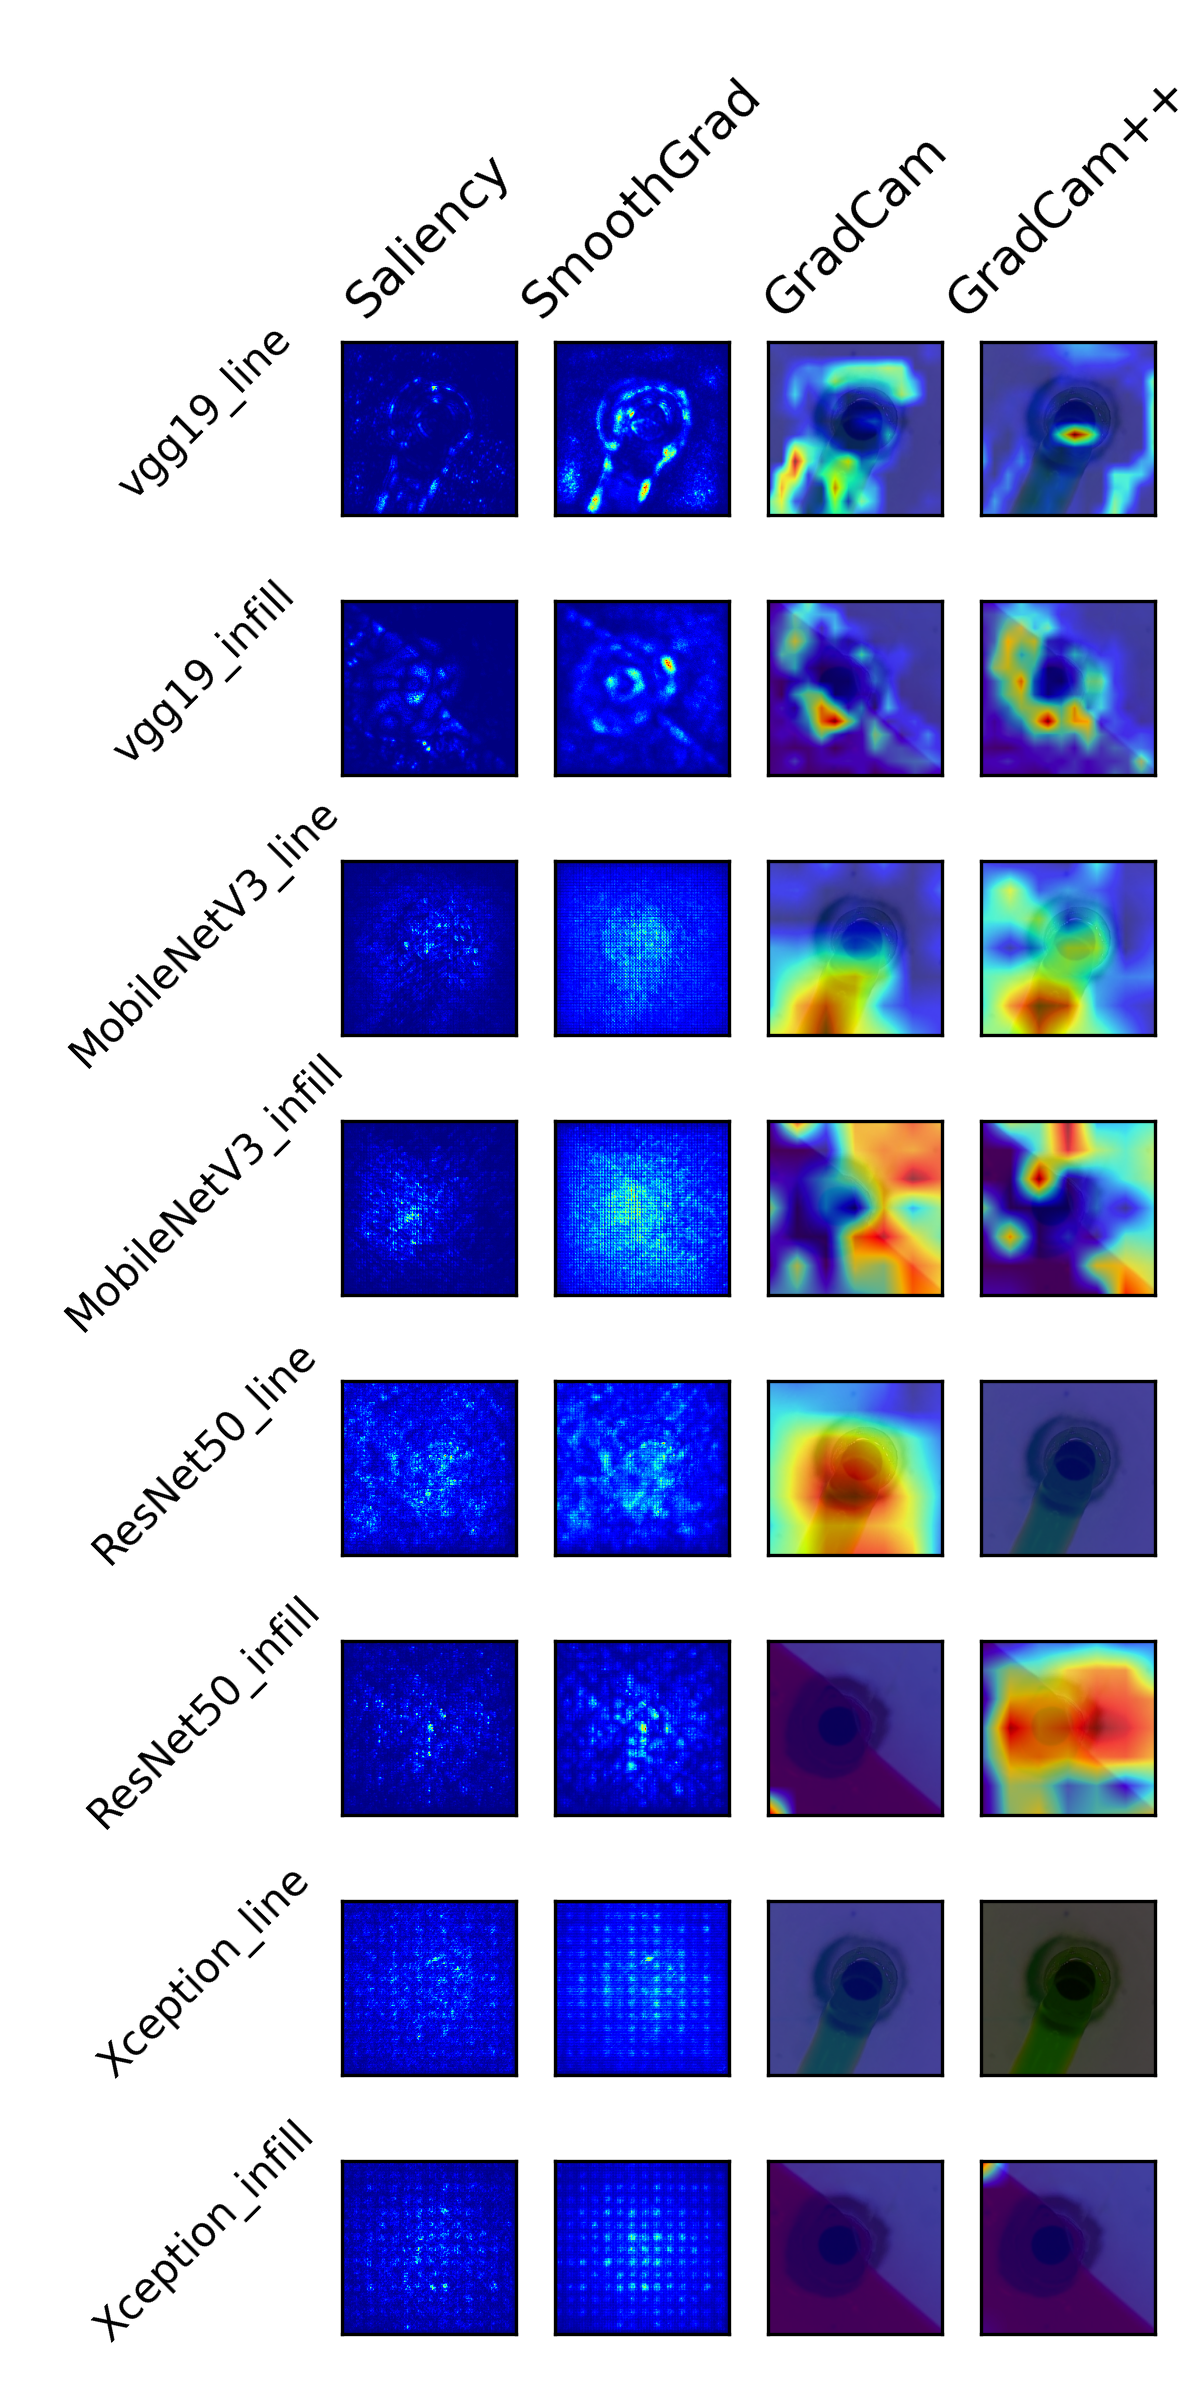 Saliency
SmoothGrad
GradCam
GradCam++
vgg19_line
vgg19_infill
MobileNetV3_line
MobileNetV3_infill
ResNet50_line
ResNet50_infill
Xception_line
Xception_infill